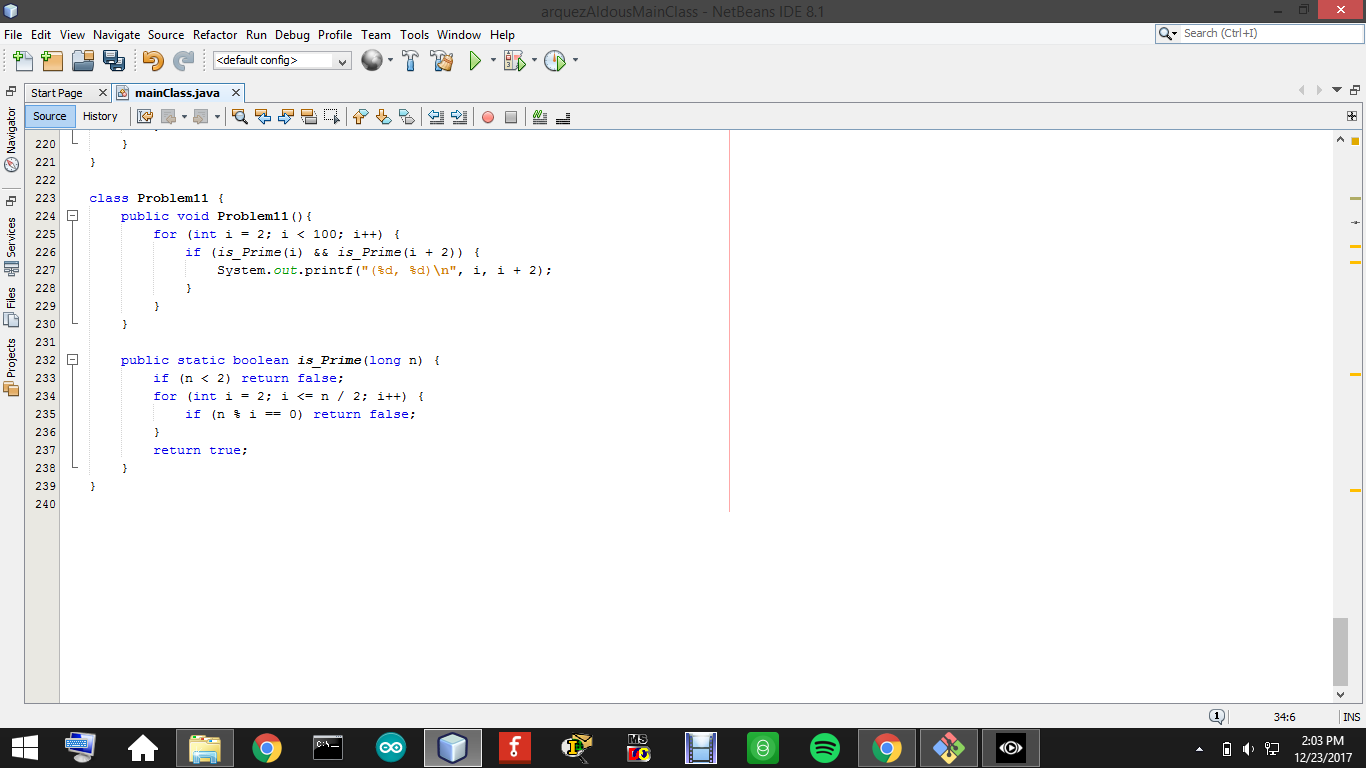 arquezAldousMainClass - NetBeans IDE 8.1
File Edit View Navigate Source Refactor Run Debug Profile Team Tools Window Help
Search (Ctrl+I)
<default config>
Start Page mainClass.java
Source History
Navigator
Services
Files
Projects
220 }
221 }
222
223 class Problem11 {
224 public void Problem11(){
225 for (int i = 2; i < 100; i++) {
226 if (is_Prime(i) && is_Prime(i + 2)) {
227 System.out.printf("(%d, %d)\n", i, i + 2);
228 }
229 }
230 }
231
232 public static boolean is_Prime(long n) {
233 if (n < 2) return false;
234 for (int i = 2; i <= n / 2; i++) {
235 if (n % i == 0) return false;
236 }
237 return true;
238 }
239 }
240
1 34:6 INS
C:\_
MS
2:03 PM
12/23/2017